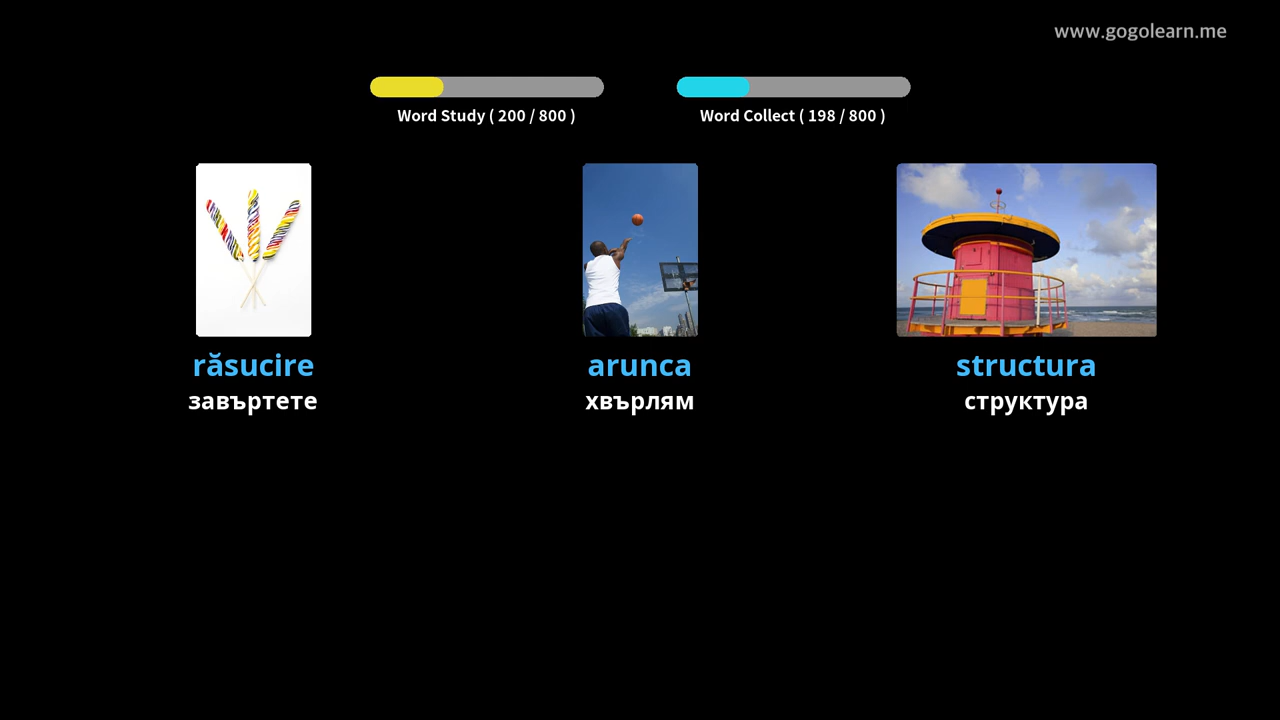 www.gogolearn.me
Word Study ( 200 / 800 )
Word Collect ( 198 / 800 )
răsucire
завъртете
arunca
хвърлям
structura
структура